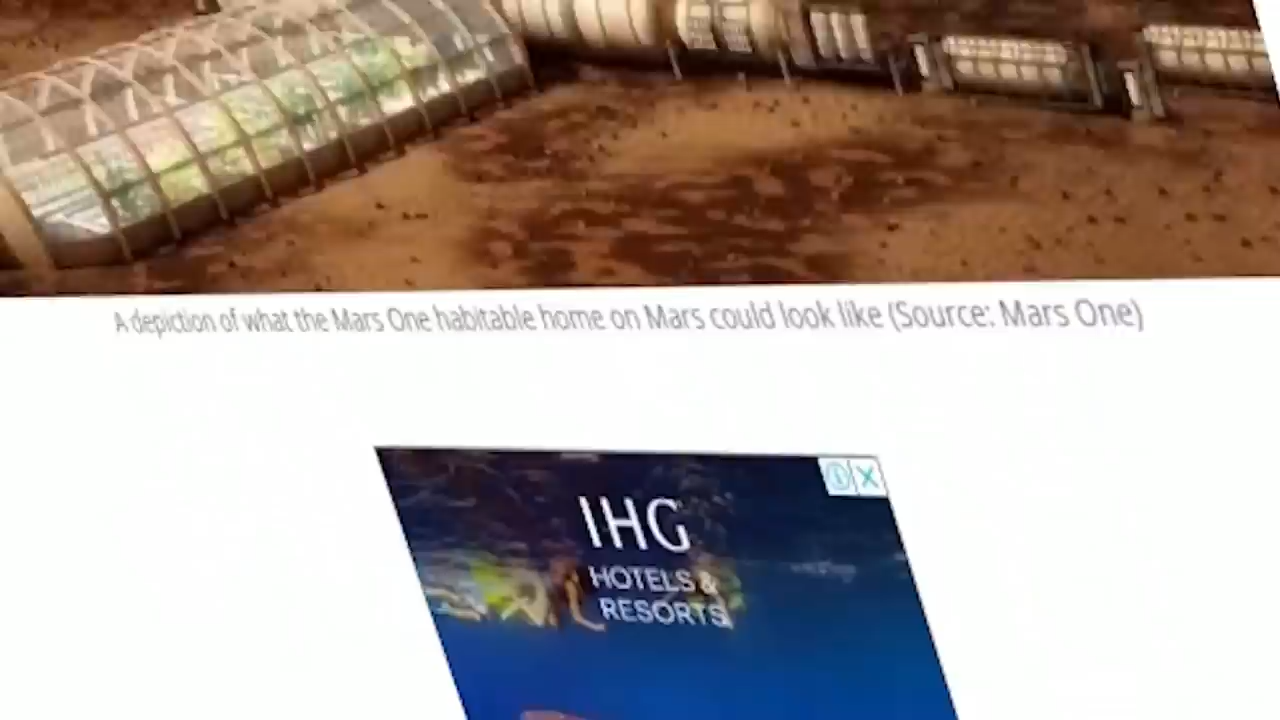 A depiction of what the Mars One habitable home on Mars could look like (Source: Mars One)
IHG
HOTELS &
RESORTS